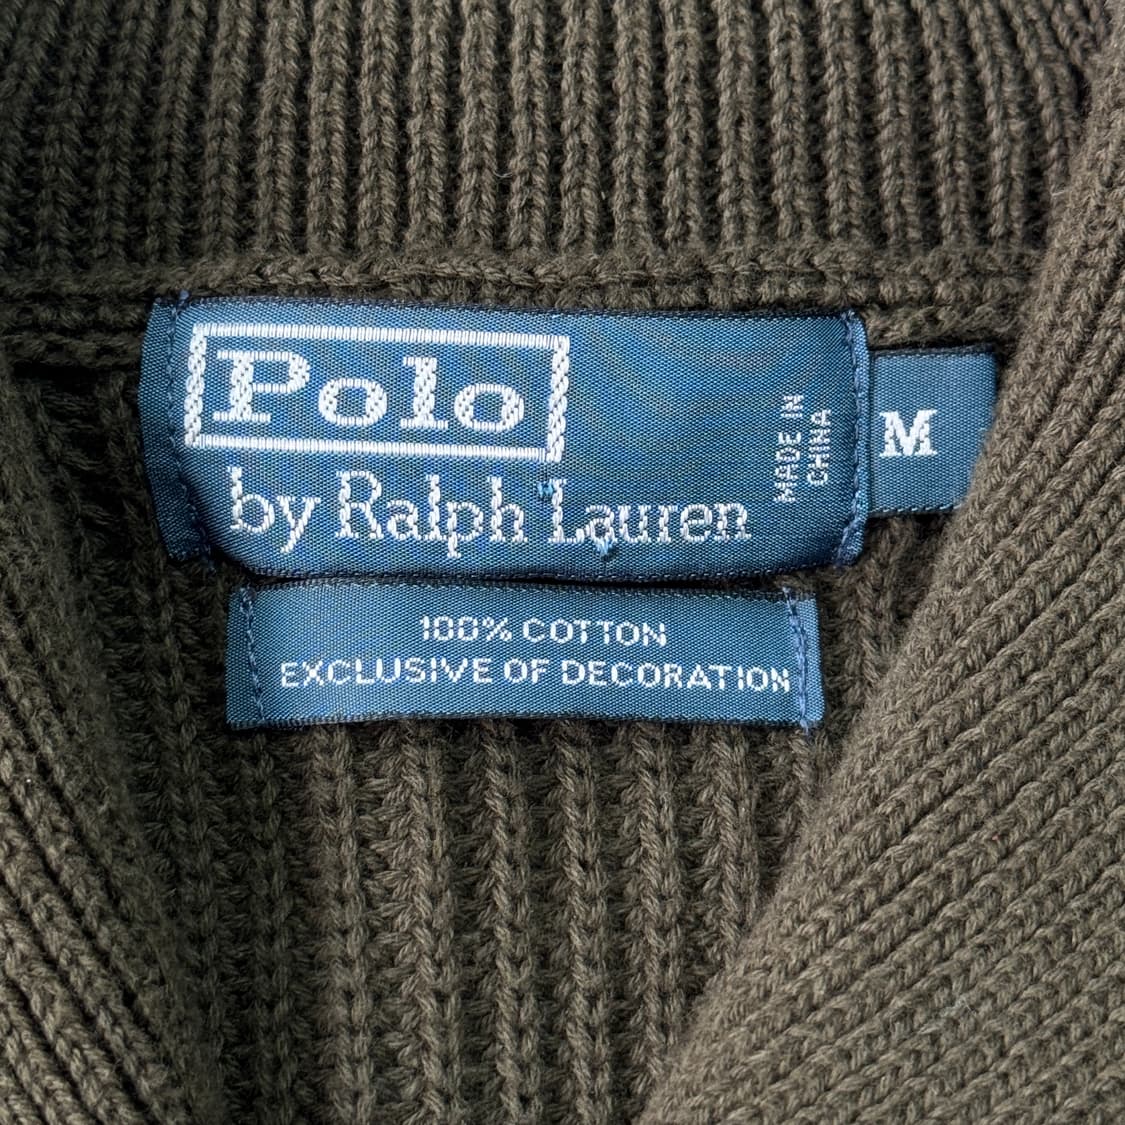 Polo
by Ralph Lauren
MADE IN
CHINA
M
100% COTTON
EXCLUSIVE OF DECORATION